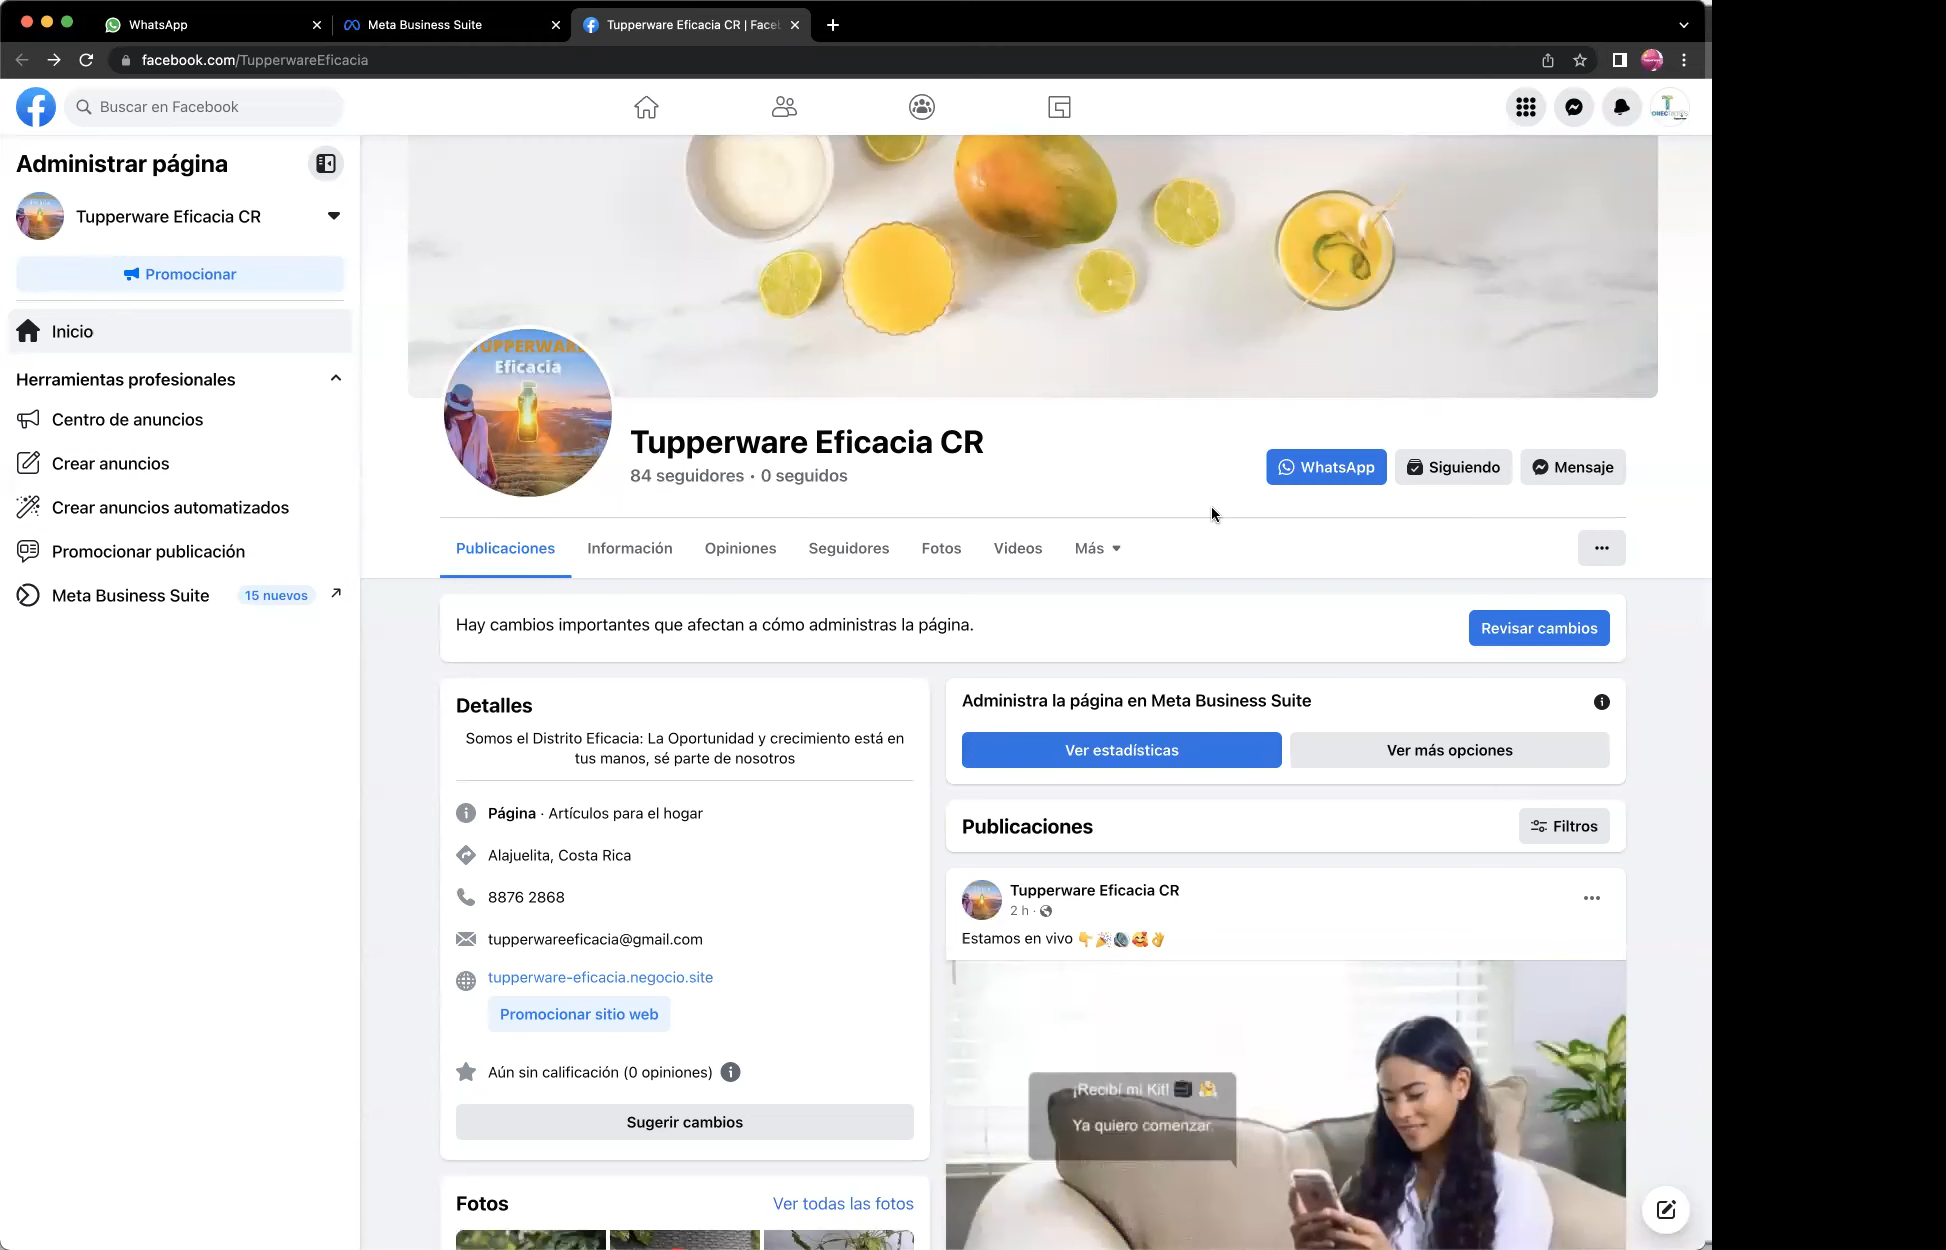 WhatsApp
Meta Business Suite
Tupperware Eficacia CR | Face
facebook.com/TupperwareEficacia
Buscar en Facebook
Administrar página
Tupperware Eficacia CR
Promocionar
Inicio
Herramientas profesionales
Centro de anuncios
Crear anuncios
Crear anuncios automatizados
Promocionar publicación
Meta Business Suite 15 nuevos
TUPPERWARE
Eficacia
Tupperware Eficacia CR
84 seguidores · 0 seguidos
WhatsApp
Siguiendo
Mensaje
Publicaciones Información Opiniones Seguidores Fotos Videos Más
Hay cambios importantes que afectan a cómo administras la página.
Revisar cambios
Detalles
Somos el Distrito Eficacia: La Oportunidad y crecimiento está en
tus manos, sé parte de nosotros
Página · Artículos para el hogar
Alajuelita, Costa Rica
8876 2868
tupperwareeficacia@gmail.com
tupperware-eficacia.negocio.site
Promocionar sitio web
Aún sin calificación (0 opiniones)
Sugerir cambios
Fotos
Ver todas las fotos
Administra la página en Meta Business Suite
Ver estadísticas
Ver más opciones
Publicaciones
Filtros
Tupperware Eficacia CR
2 h ·
Estamos en vivo 👇🎉🔊🥰👌
¡Recibí mi Kit!
Ya quiero comenzar